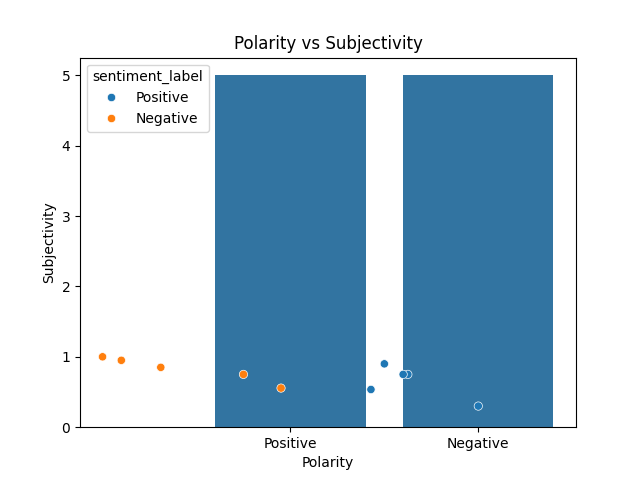 Polarity vs Subjectivity
sentiment_label
Positive
Negative
5
4
3
2
1
0
Subjectivity
Positive
Negative
Polarity